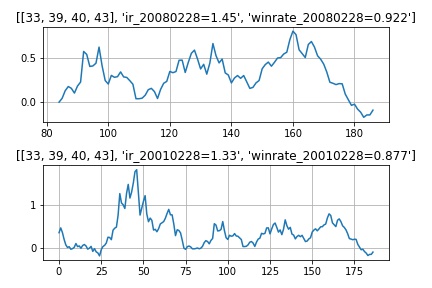 [[33, 39, 40, 43], 'ir_20080228=1.45', 'winrate_20080228=0.922']
0.5
0.0
80 100 120 140 160 180
[[33, 39, 40, 43], 'ir_20010228=1.33', 'winrate_20010228=0.877']
1
0
0 25 50 75 100 125 150 175